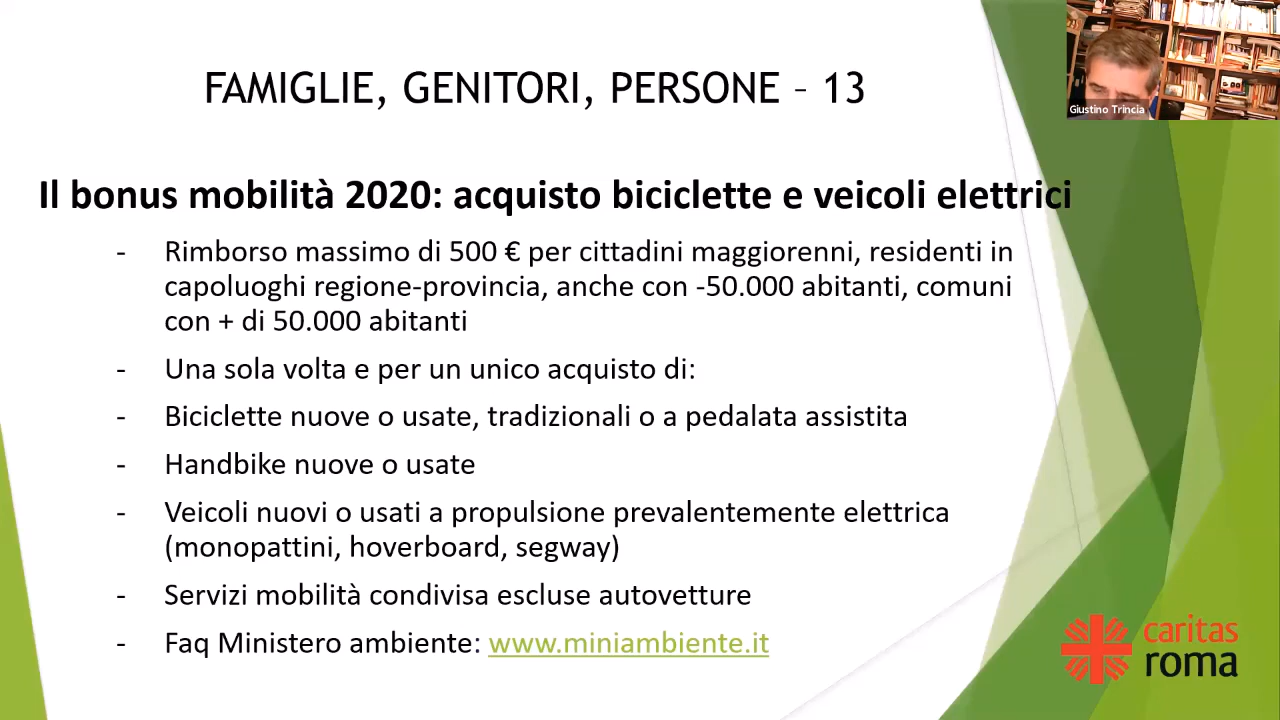 FAMIGLIE, GENITORI, PERSONE – 13
Giustino Trincia
Il bonus mobilità 2020: acquisto biciclette e veicoli elettrici
- Rimborso massimo di 500 € per cittadini maggiorenni, residenti in
capoluoghi regione-provincia, anche con -50.000 abitanti, comuni
con + di 50.000 abitanti
- Una sola volta e per un unico acquisto di:
- Biciclette nuove o usate, tradizionali o a pedalata assistita
- Handbike nuove o usate
- Veicoli nuovi o usati a propulsione prevalentemente elettrica
(monopattini, hoverboard, segway)
- Servizi mobilità condivisa escluse autovetture
- Faq Ministero ambiente: www.miniambiente.it
caritas
roma